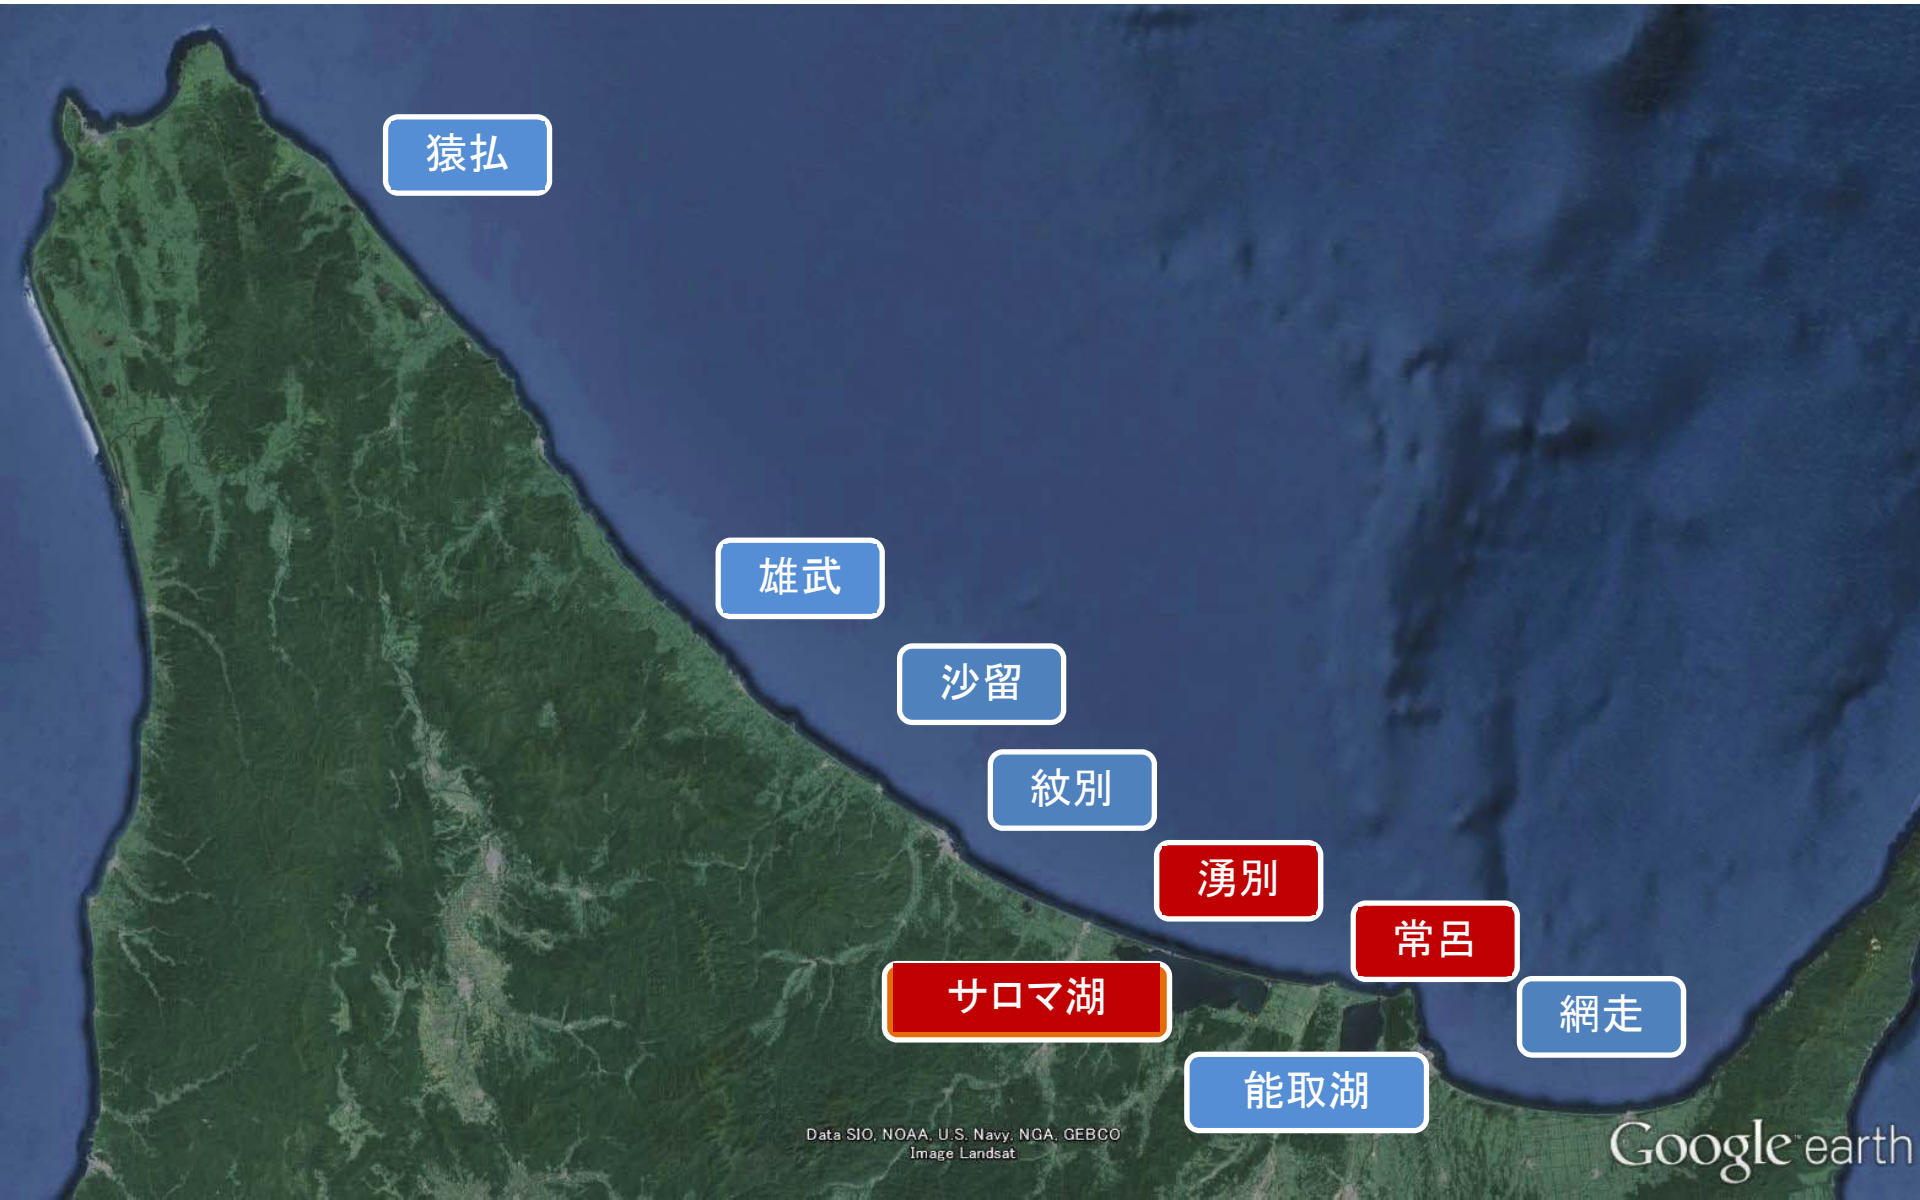 猿払
雄武
沙留
紋別
湧別
常呂
サロマ湖
網走
能取湖
Data SIO, NOAA, U.S. Navy, NGA, GEBCO
Image Landsat
Google earth